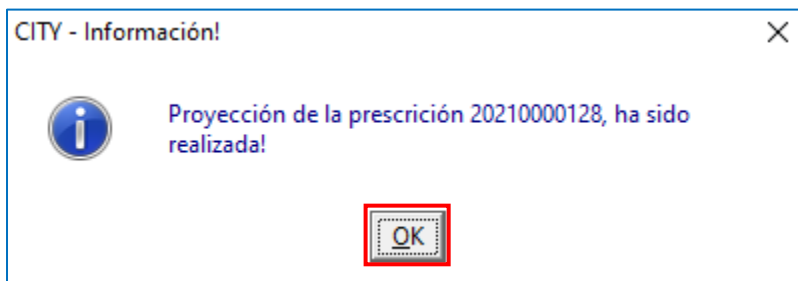 CITY - Información!
Proyección de la prescrición 20210000128, ha sido
realizada!
OK